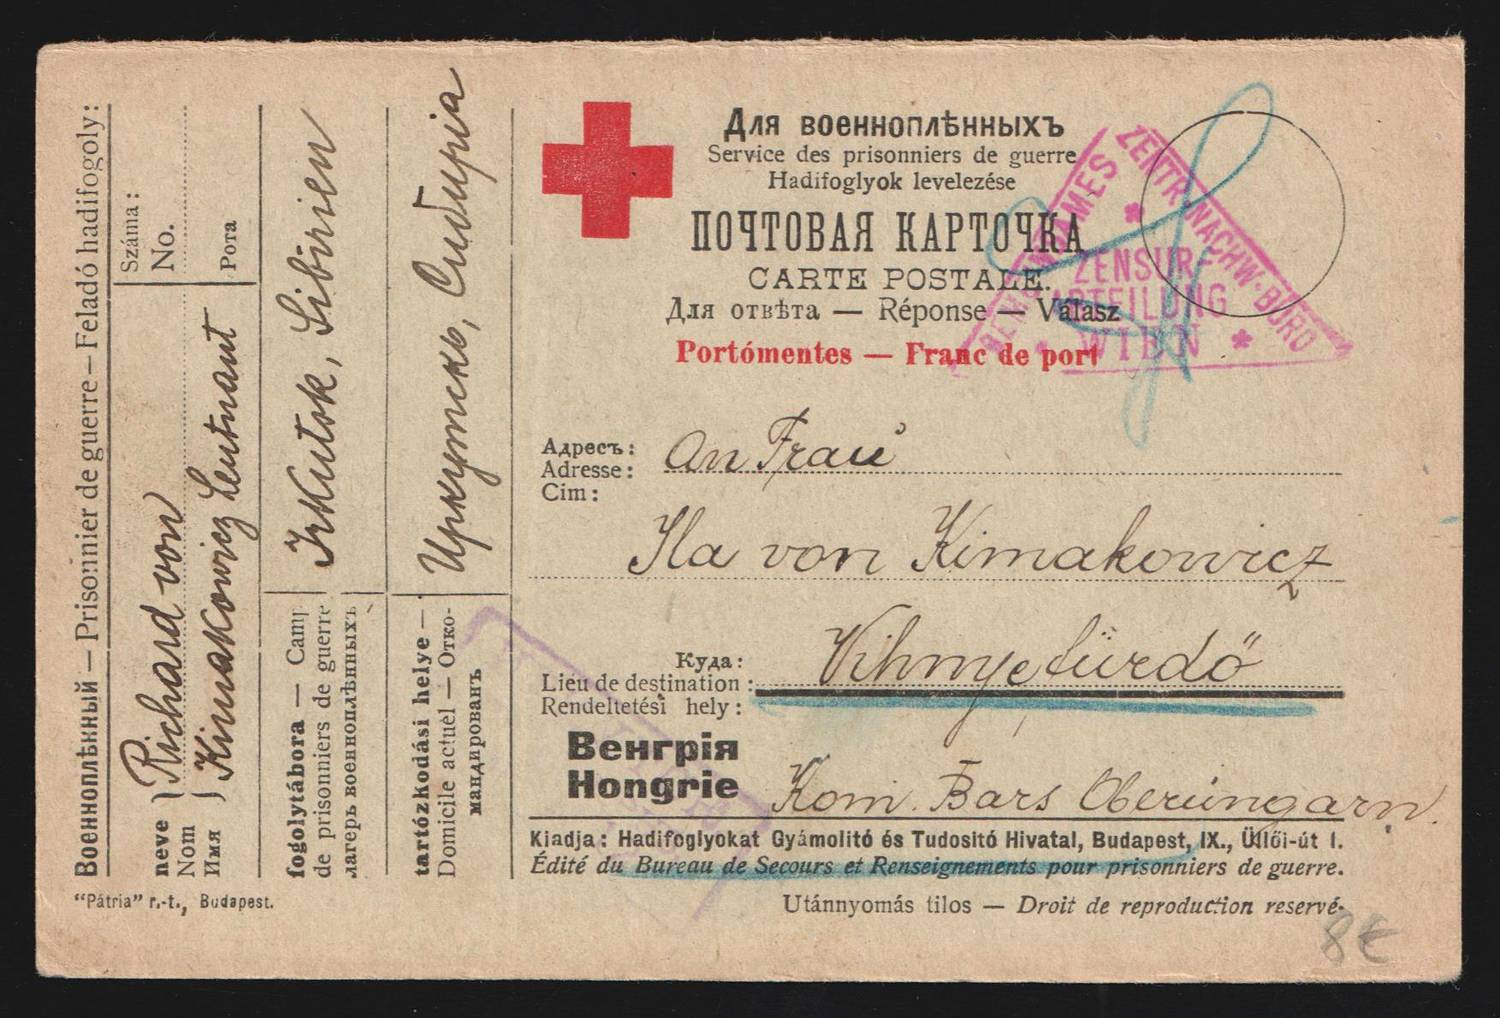 Военноплѣнный — Prisonnier de guerre — Feladó hadifogoly:
neve
Nom
Имя
Richard von
Kimakowicz Leutnant
Száma:
No.
Рота
fogolytábora — Camp
de prisonniers de guerre
лагерь военноплѣнныхъ
Irkutsk, Sibirien
tartózkodási helye —
Domicile actuel — Отко-
мандированъ
Иркутскъ, Сибирia
"Pátria" r.-t., Budapest.
Для военноплѣнныхъ
Service des prisonniers de guerre
Hadifoglyok levelezése
ПОЧТОВАЯ КАРТОЧКА
CARTE POSTALE.
Для отвѣта — Réponse — Válasz
Portómentes — Franc de port
ZENTR. NACHW.-BÜRO
ZENSUR-
ABTEILUNG
WIEN
Адресъ:
Adresse:
Cim:
An Frau
Ila von Kimakowicz
Куда:
Lieu de destination:
Rendeltetési hely:
Vihnyefürdő
Венгрія
Hongrie
Kom. Bars Oberungarn.
Kiadja: Hadifoglyokat Gyámolitó és Tudositó Hivatal, Budapest, IX., Üllői-út I.
Édité du Bureau de Secours et Renseignements pour prisonniers de guerre.
Utánnyomás tilos — Droit de reproduction reservé.
8€